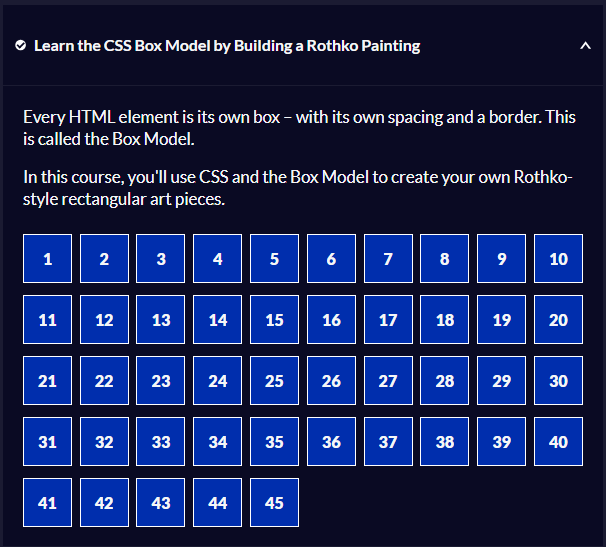 Learn the CSS Box Model by Building a Rothko Painting
Every HTML element is its own box – with its own spacing and a border. This
is called the Box Model.
In this course, you'll use CSS and the Box Model to create your own Rothko-
style rectangular art pieces.
1 2 3 4 5 6 7 8 9 10
11 12 13 14 15 16 17 18 19 20
21 22 23 24 25 26 27 28 29 30
31 32 33 34 35 36 37 38 39 40
41 42 43 44 45